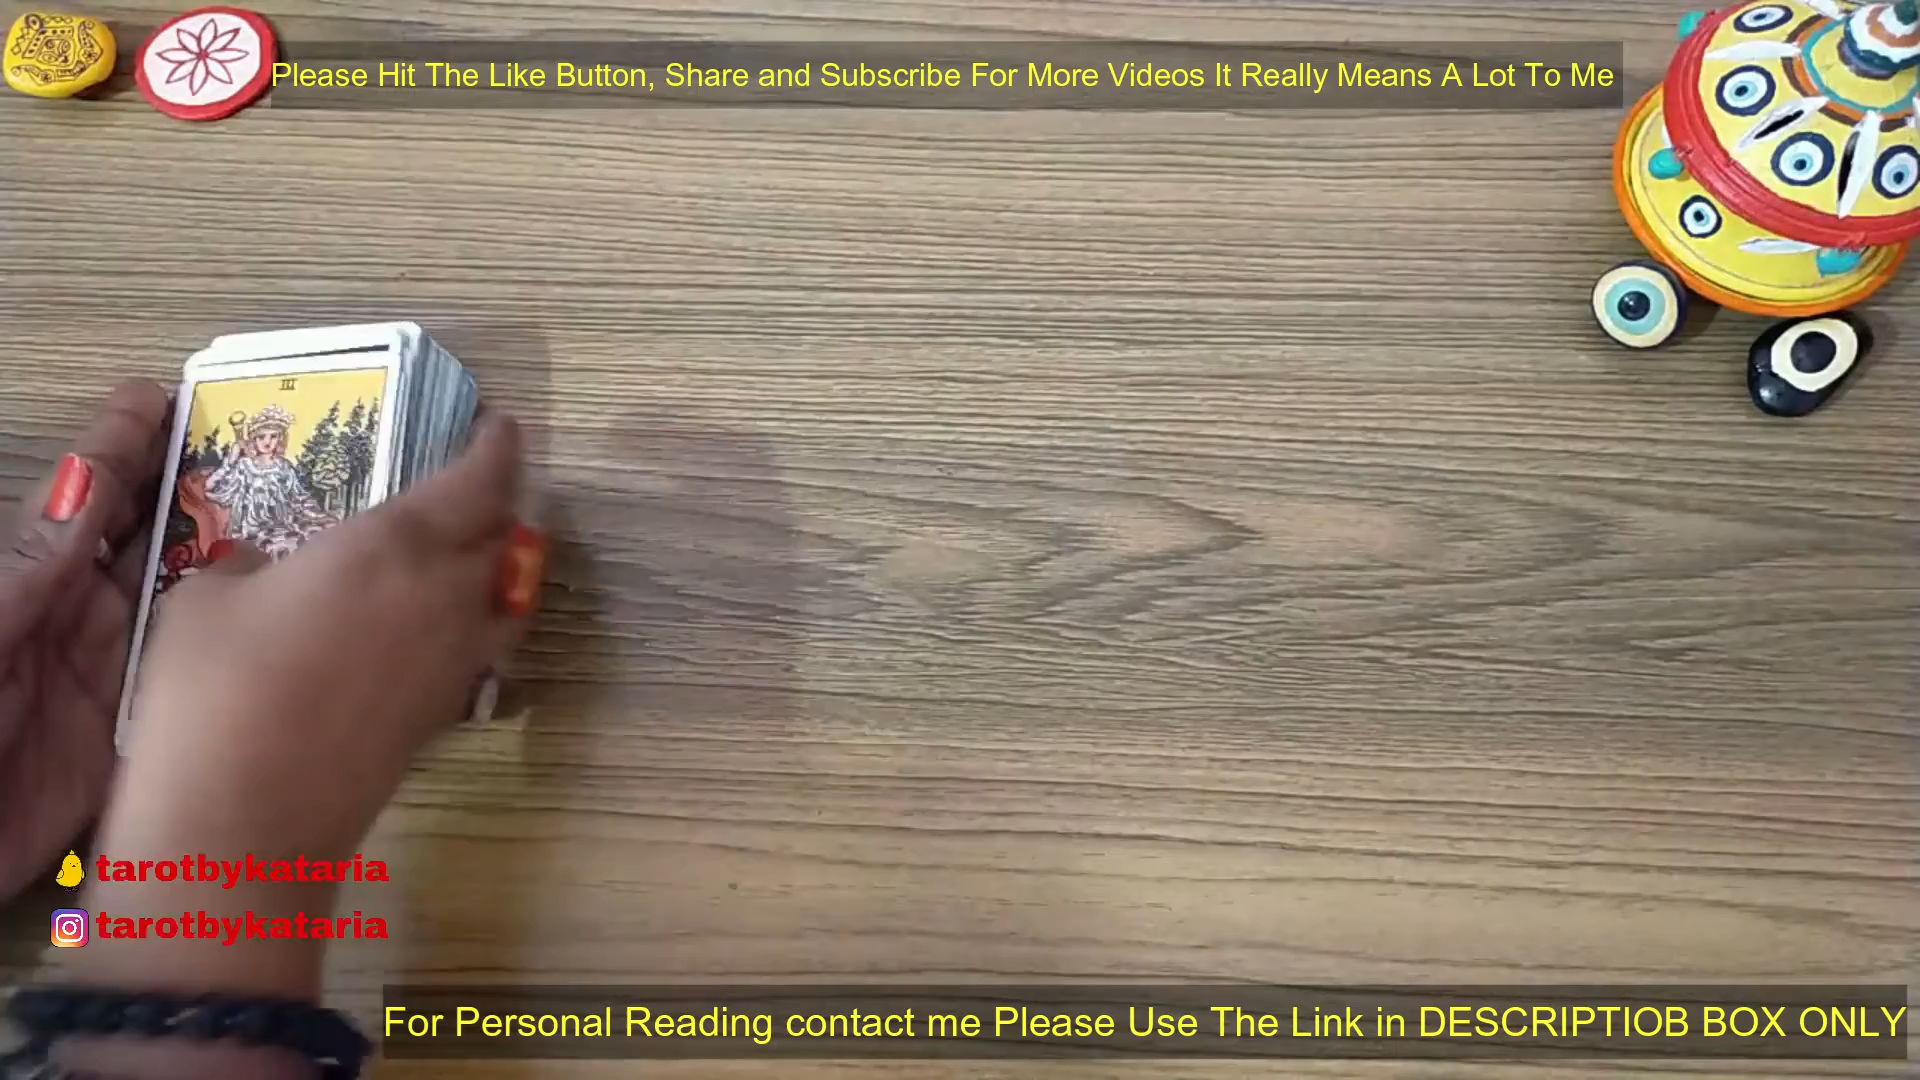 Please Hit The Like Button, Share and Subscribe For More Videos It Really Means A Lot To Me
III
tarotbykataria
tarotbykataria
For Personal Reading contact me Please Use The Link in DESCRIPTIOB BOX ONLY